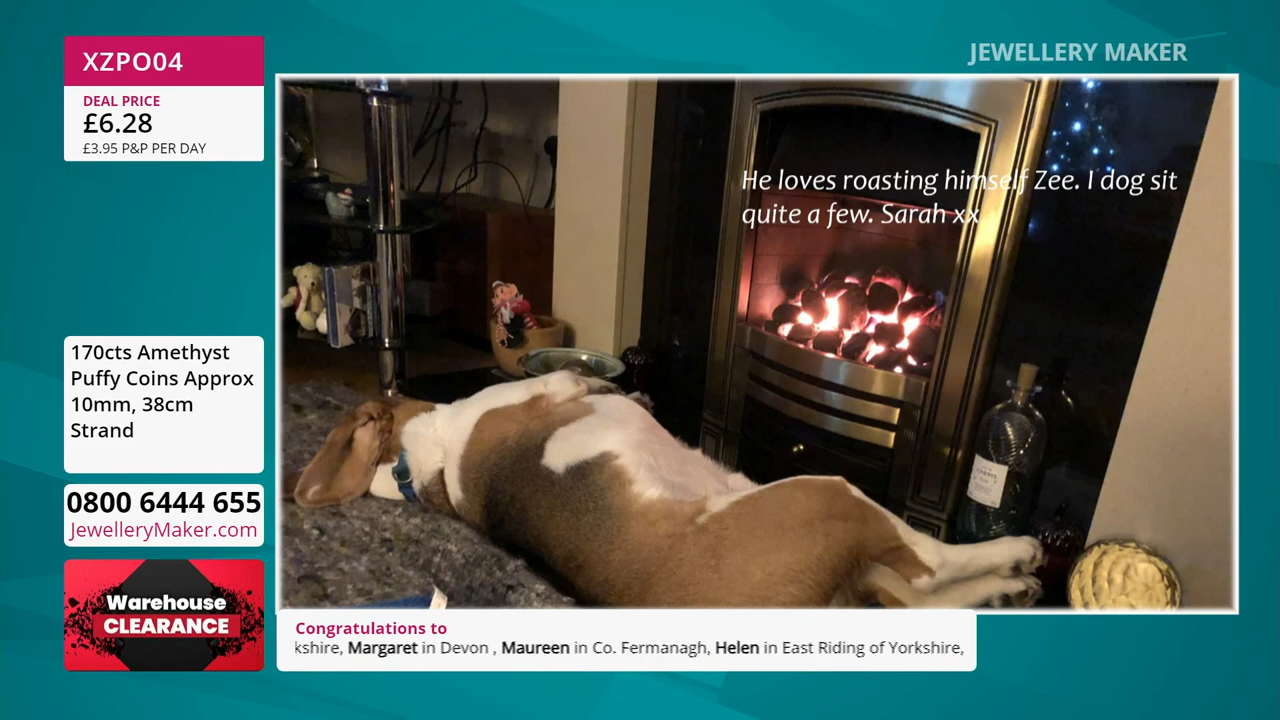 XZPO04
DEAL PRICE
£6.28
£3.95 P&P PER DAY
170cts Amethyst
Puffy Coins Approx
10mm, 38cm
Strand
0800 6444 655
JewelleryMaker.com
Warehouse
CLEARANCE
JEWELLERY MAKER
He loves roasting himself Zee. I dog sit
quite a few. Sarah xx
Congratulations to
kshire, Margaret in Devon , Maureen in Co. Fermanagh, Helen in East Riding of Yorkshire,